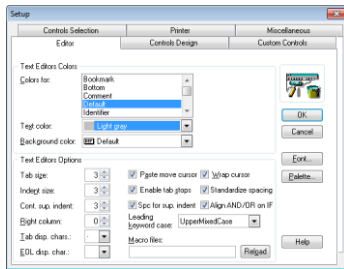 Setup
Controls Selection Printer Miscellaneous
Editor Controls Design Custom Controls
Text Editors Colors
Colors for: Bookmark
Bottom
Comment
Default
Identifier
Text color: Light gray
Background color: Default
OK
Cancel
Font...
Palette...
Help
Text Editors Options
Tab size: 3 Paste move cursor Wrap cursor
Indent size: 3 Enable tab stops Standardize spacing
Cont. sup. indent: 3 Spc for sup. indent Align AND/OR on IF
Right column: 0 Leading keyword case: UpperMixedCase
Tab disp. chars.: 
EOL disp. char.: Macro files: Reload